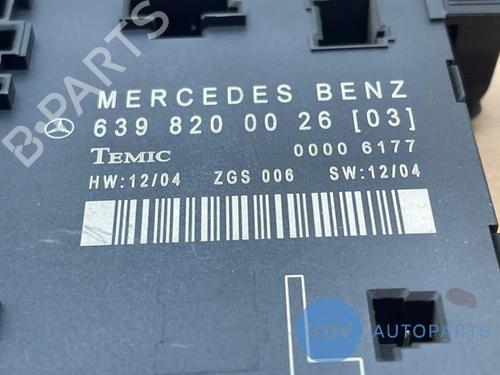 B-PARTS
MERCEDES BENZ
639 820 00 26 [03]
TEMIC 0000 6177
HW:12/04 ZGS 006 SW:12/04
VDV AUTOPARTS